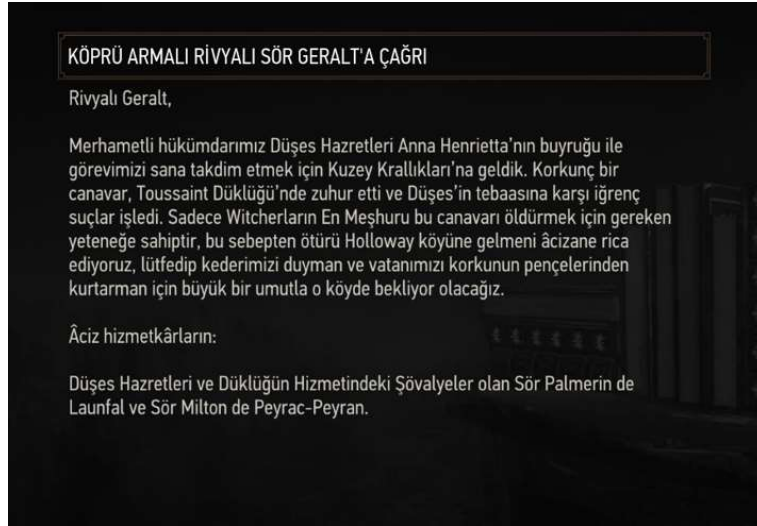 KÖPRÜ ARMALI RİVYALI SÖR GERALT'A ÇAĞRI
Rivyalı Geralt,
Merhametli hükümdarımız Düşes Hazretleri Anna Henrietta'nın buyruğu ile
görevimizi sana takdim etmek için Kuzey Krallıkları'na geldik. Korkunç bir
canavar, Toussaint Düklüğü'nde zuhur etti ve Düşes'in tebaasına karşı iğrenç
suçlar işledi. Sadece Witcherların En Meşhuru bu canavarı öldürmek için gereken
yeteneğe sahiptir, bu sebepten ötürü Holloway köyüne gelmeni âcizane rica
ediyoruz, lütfedip kederimizi duyman ve vatanımızı korkunun pençelerinden
kurtarman için büyük bir umutla o köyde bekliyor olacağız.
Âciz hizmetkârların:
Düşes Hazretleri ve Düklüğün Hizmetindeki Şövalyeler olan Sör Palmerin de
Launfal ve Sör Milton de Peyrac-Peyran.